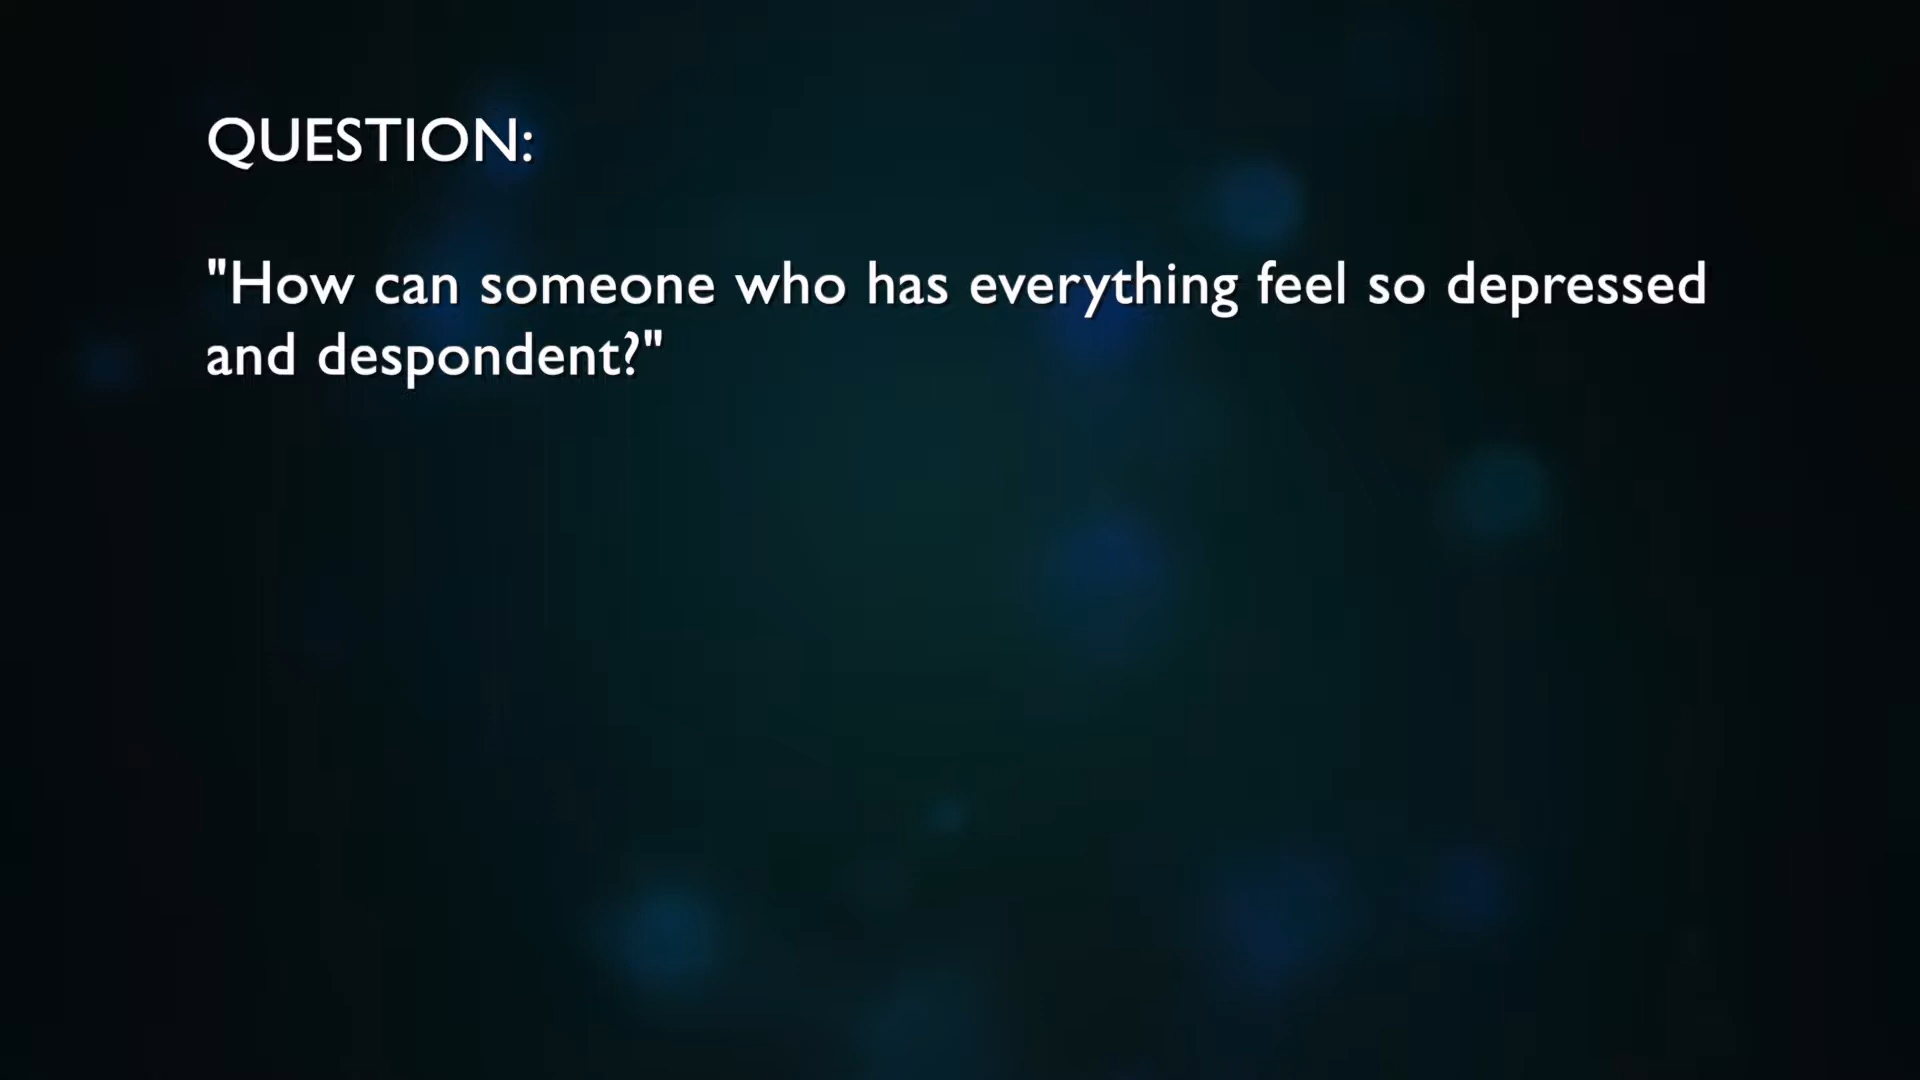 QUESTION:
"How can someone who has everything feel so depressed
and despondent?"